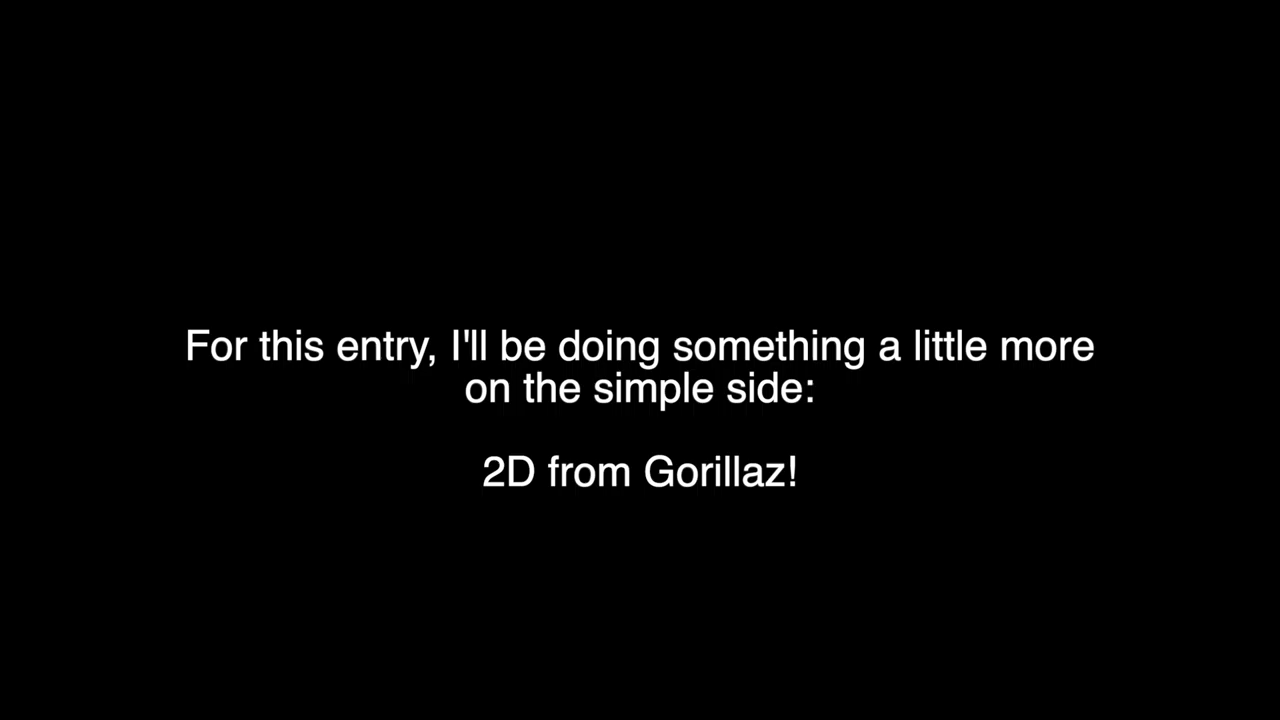 For this entry, I'll be doing something a little more
on the simple side:
2D from Gorillaz!